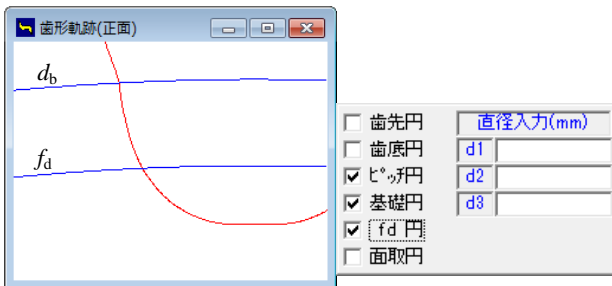 歯形軌跡(正面)
db
fd
歯先円
歯底円
ﾋﾟｯﾁ円
基礎円
fd 円
面取円
直径入力(mm)
d1
d2
d3